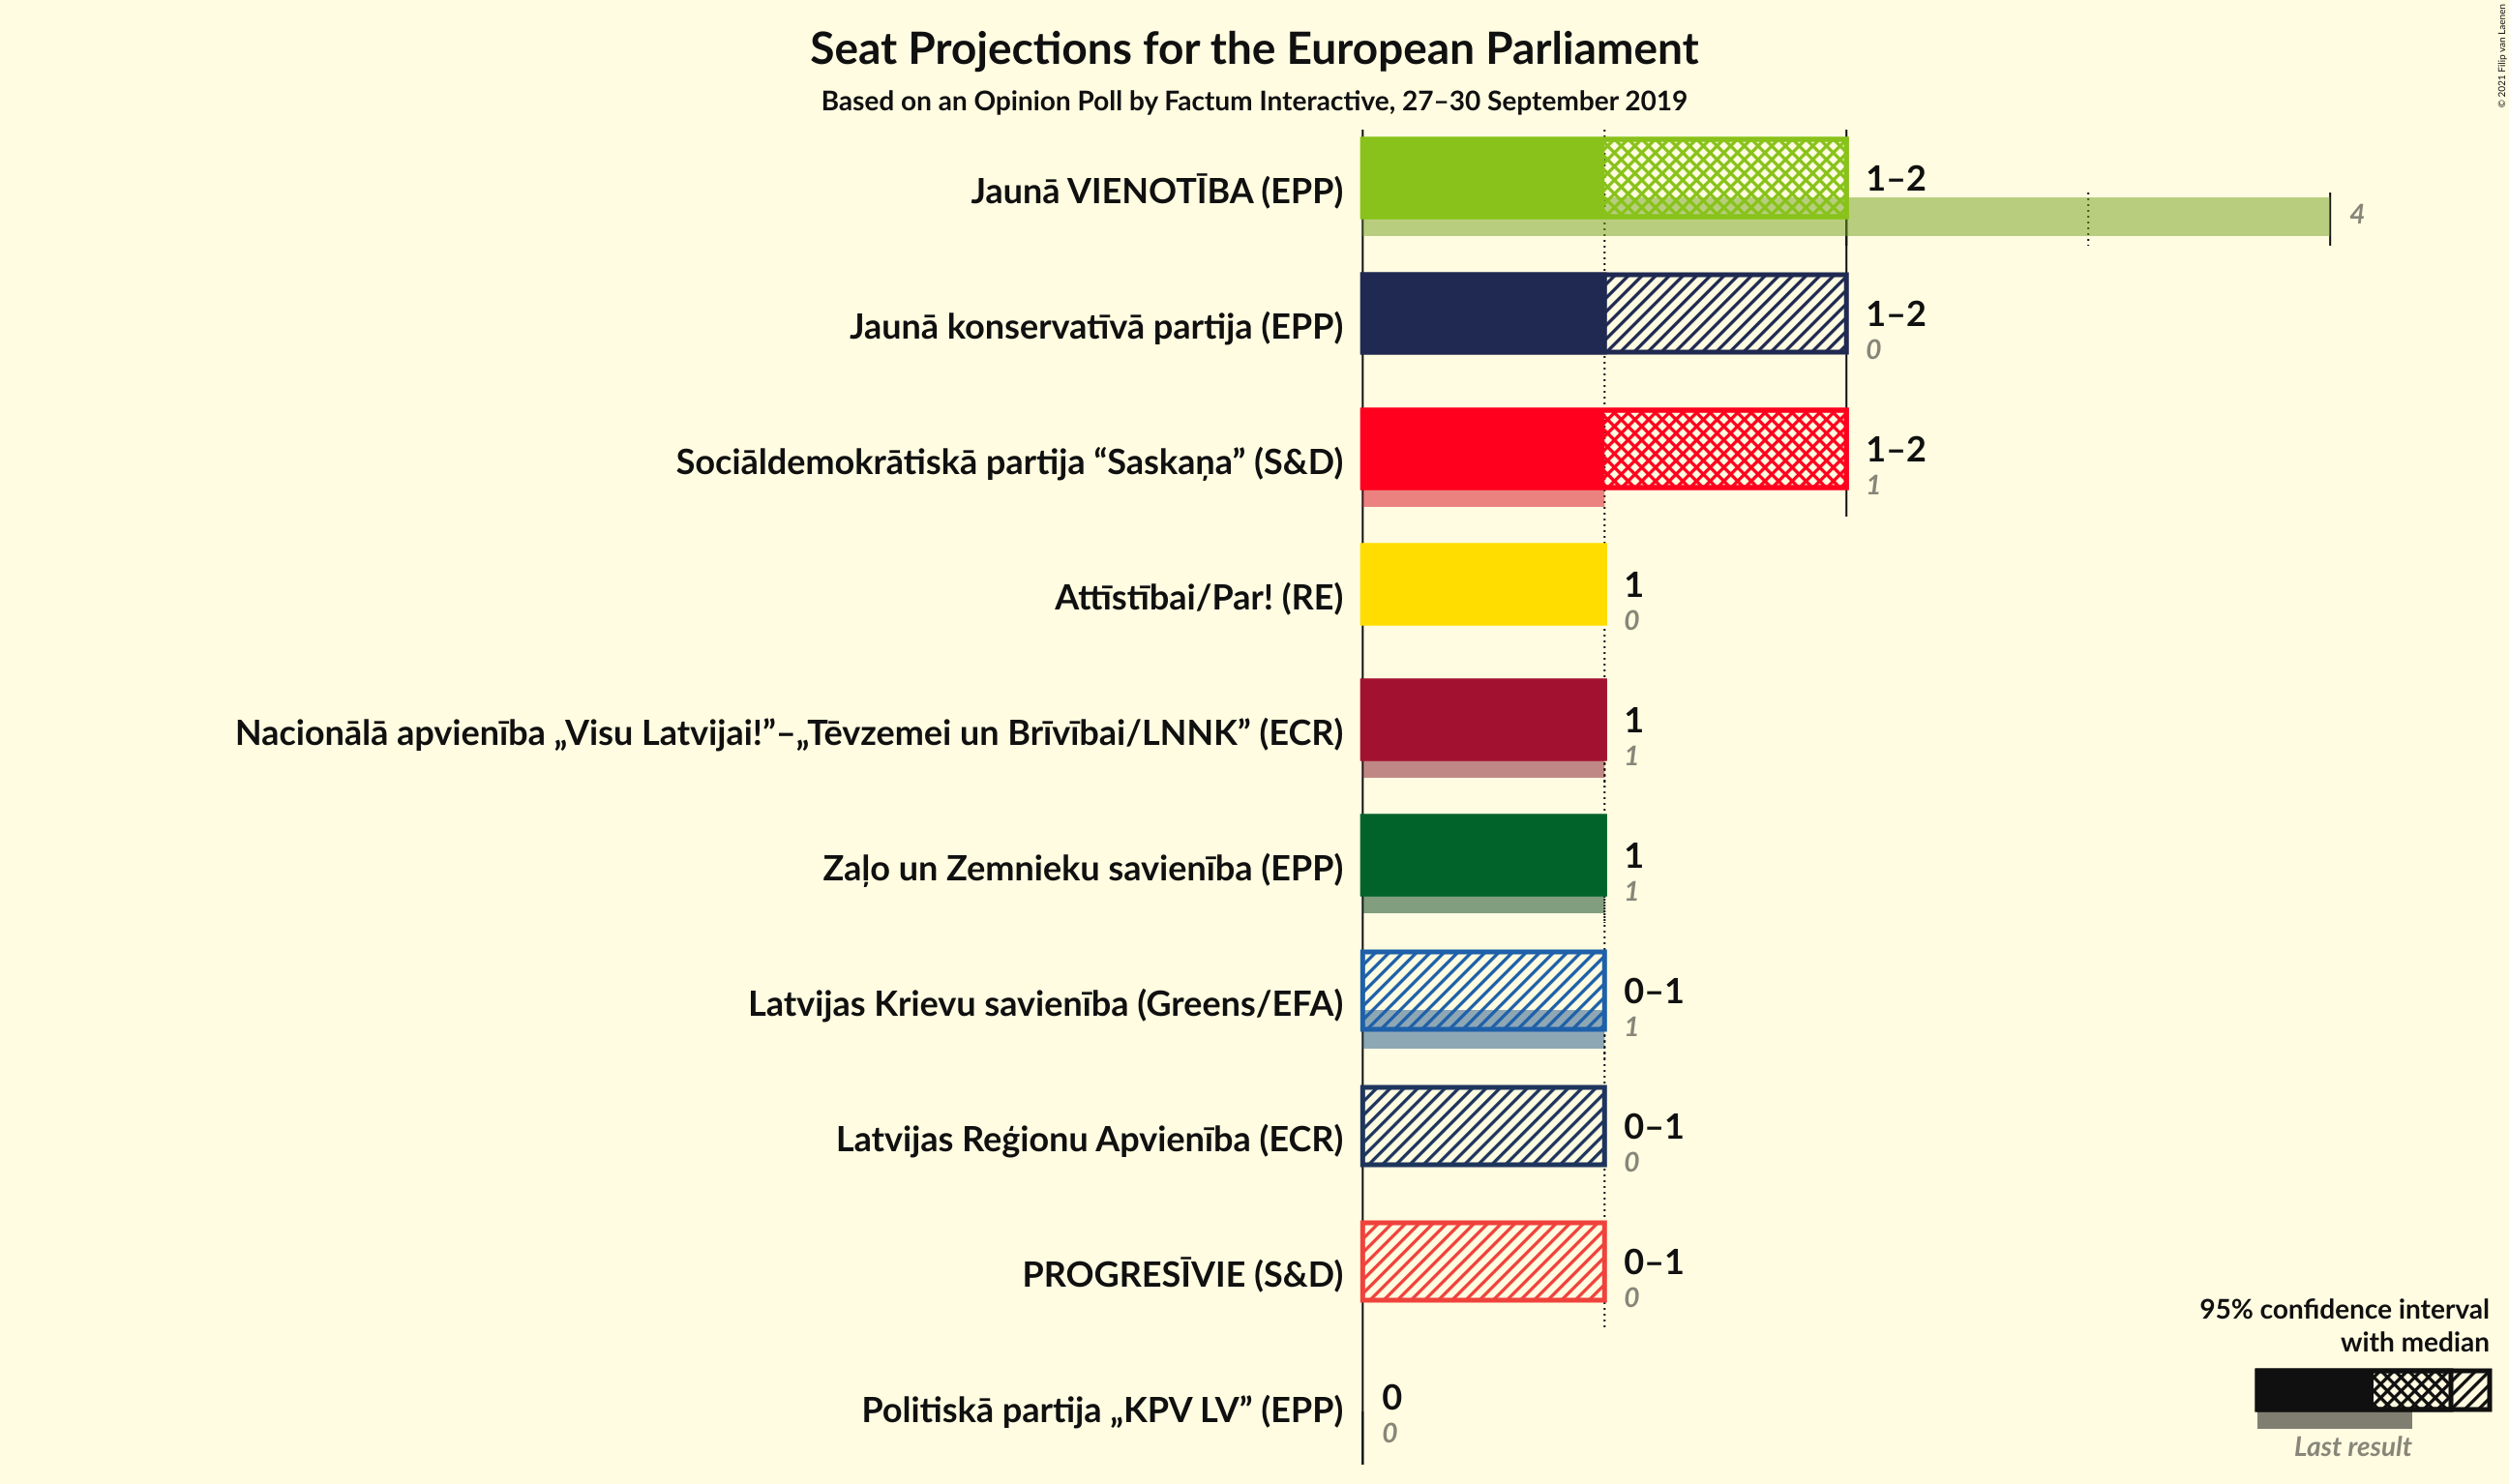 Seat Projections for the European Parliament
Based on an Opinion Poll by Factum Interactive, 27–30 September 2019
© 2021 Filip van Laenen
Jaunā VIENOTĪBA (EPP)
1–2
4
Jaunā konservatīvā partija (EPP)
1–2
0
Sociāldemokrātiskā partija “Saskaņa” (S&D)
1–2
1
Attīstībai/Par! (RE)
1
0
Nacionālā apvienība „Visu Latvijai!”–„Tēvzemei un Brīvībai/LNNK” (ECR)
1
1
Zaļo un Zemnieku savienība (EPP)
1
1
Latvijas Krievu savienība (Greens/EFA)
0–1
1
Latvijas Reģionu Apvienība (ECR)
0–1
0
PROGRESĪVIE (S&D)
0–1
0
Politiskā partija „KPV LV” (EPP)
0
0
95% confidence interval
with median
Last result